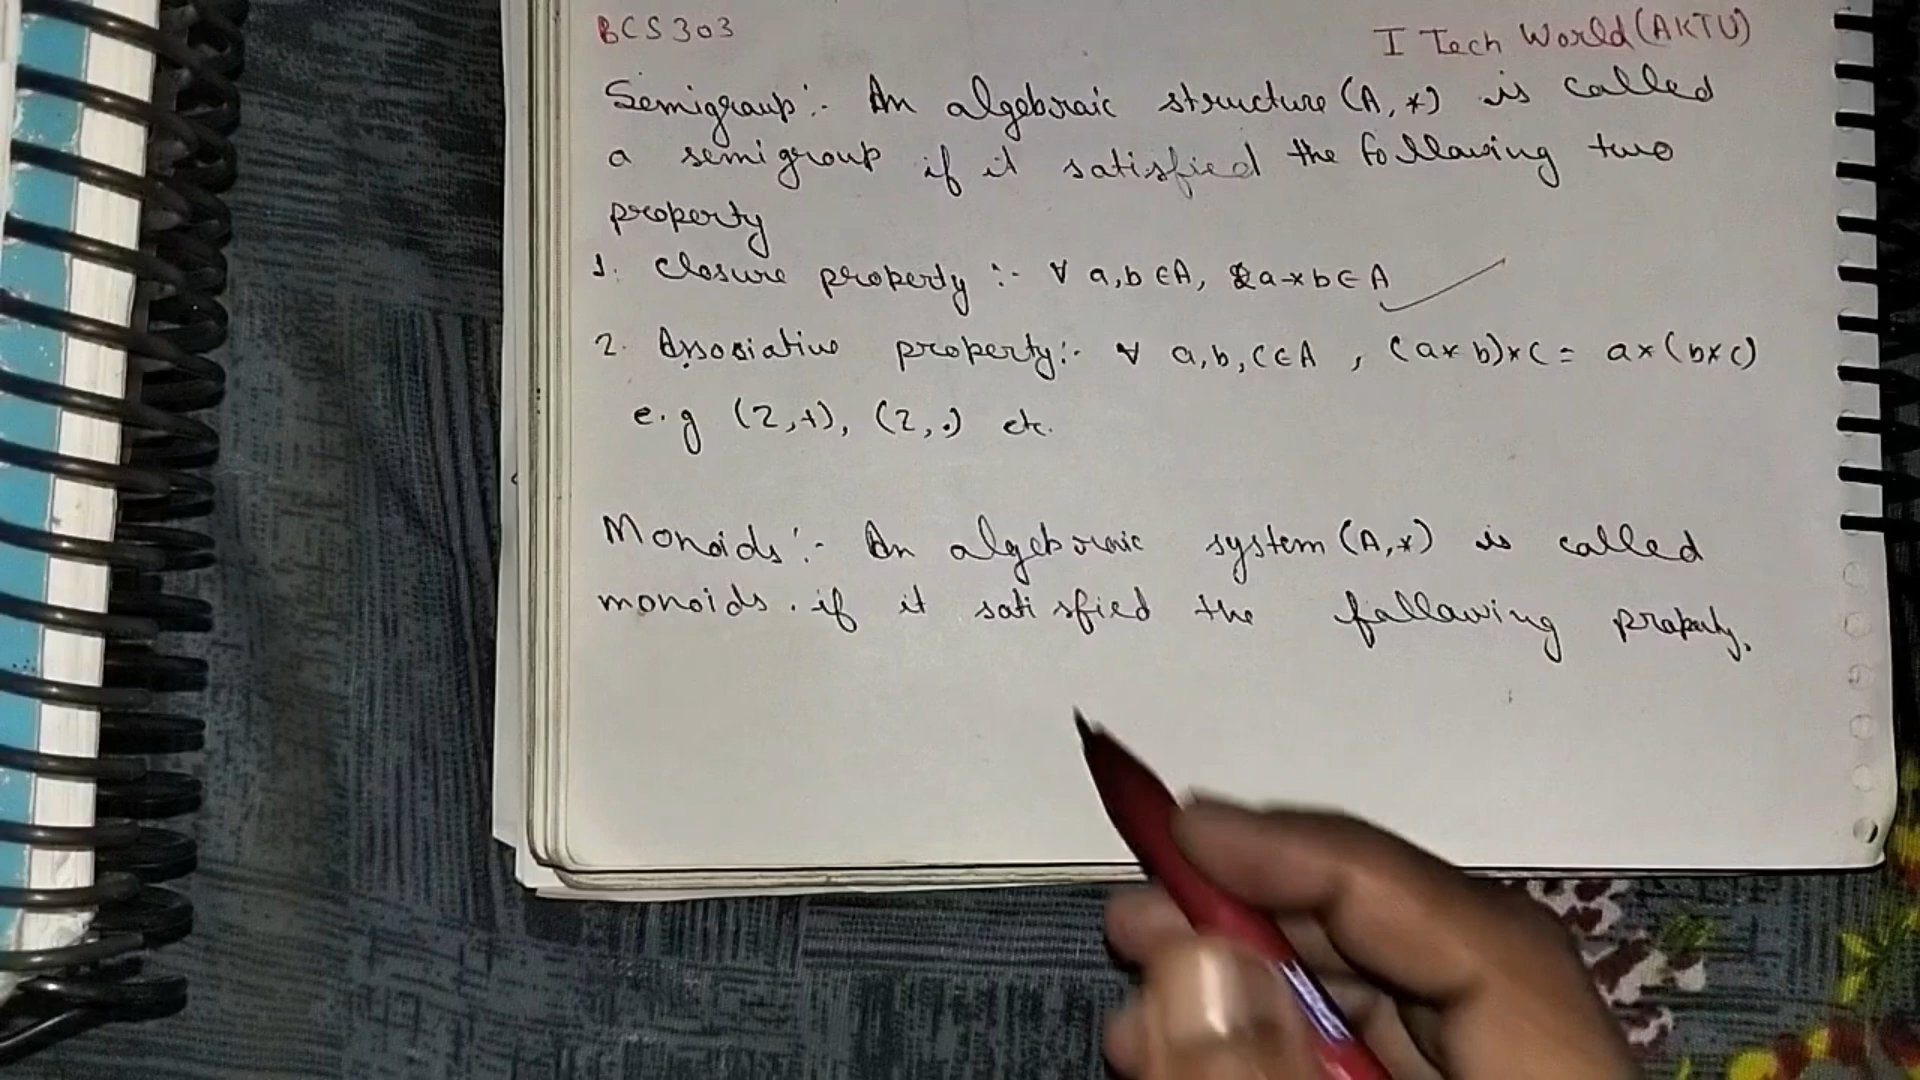 BCS303
I Tech World (AKTU)
Semigroup :- An algebraic structure (A, *) is called
a semigroup if it satisfied the following two
property
1. Closure property :- ∀ a,b ∈ A, a * b ∈ A
2. Assosiative property :- ∀ a, b, c ∈ A , (a * b) * c = a * (b * c)
e.g (Z,+), (Z,.) etc.
Monoids :- An algebraic system (A,*) is called
monoids. if it satisfied the following property.